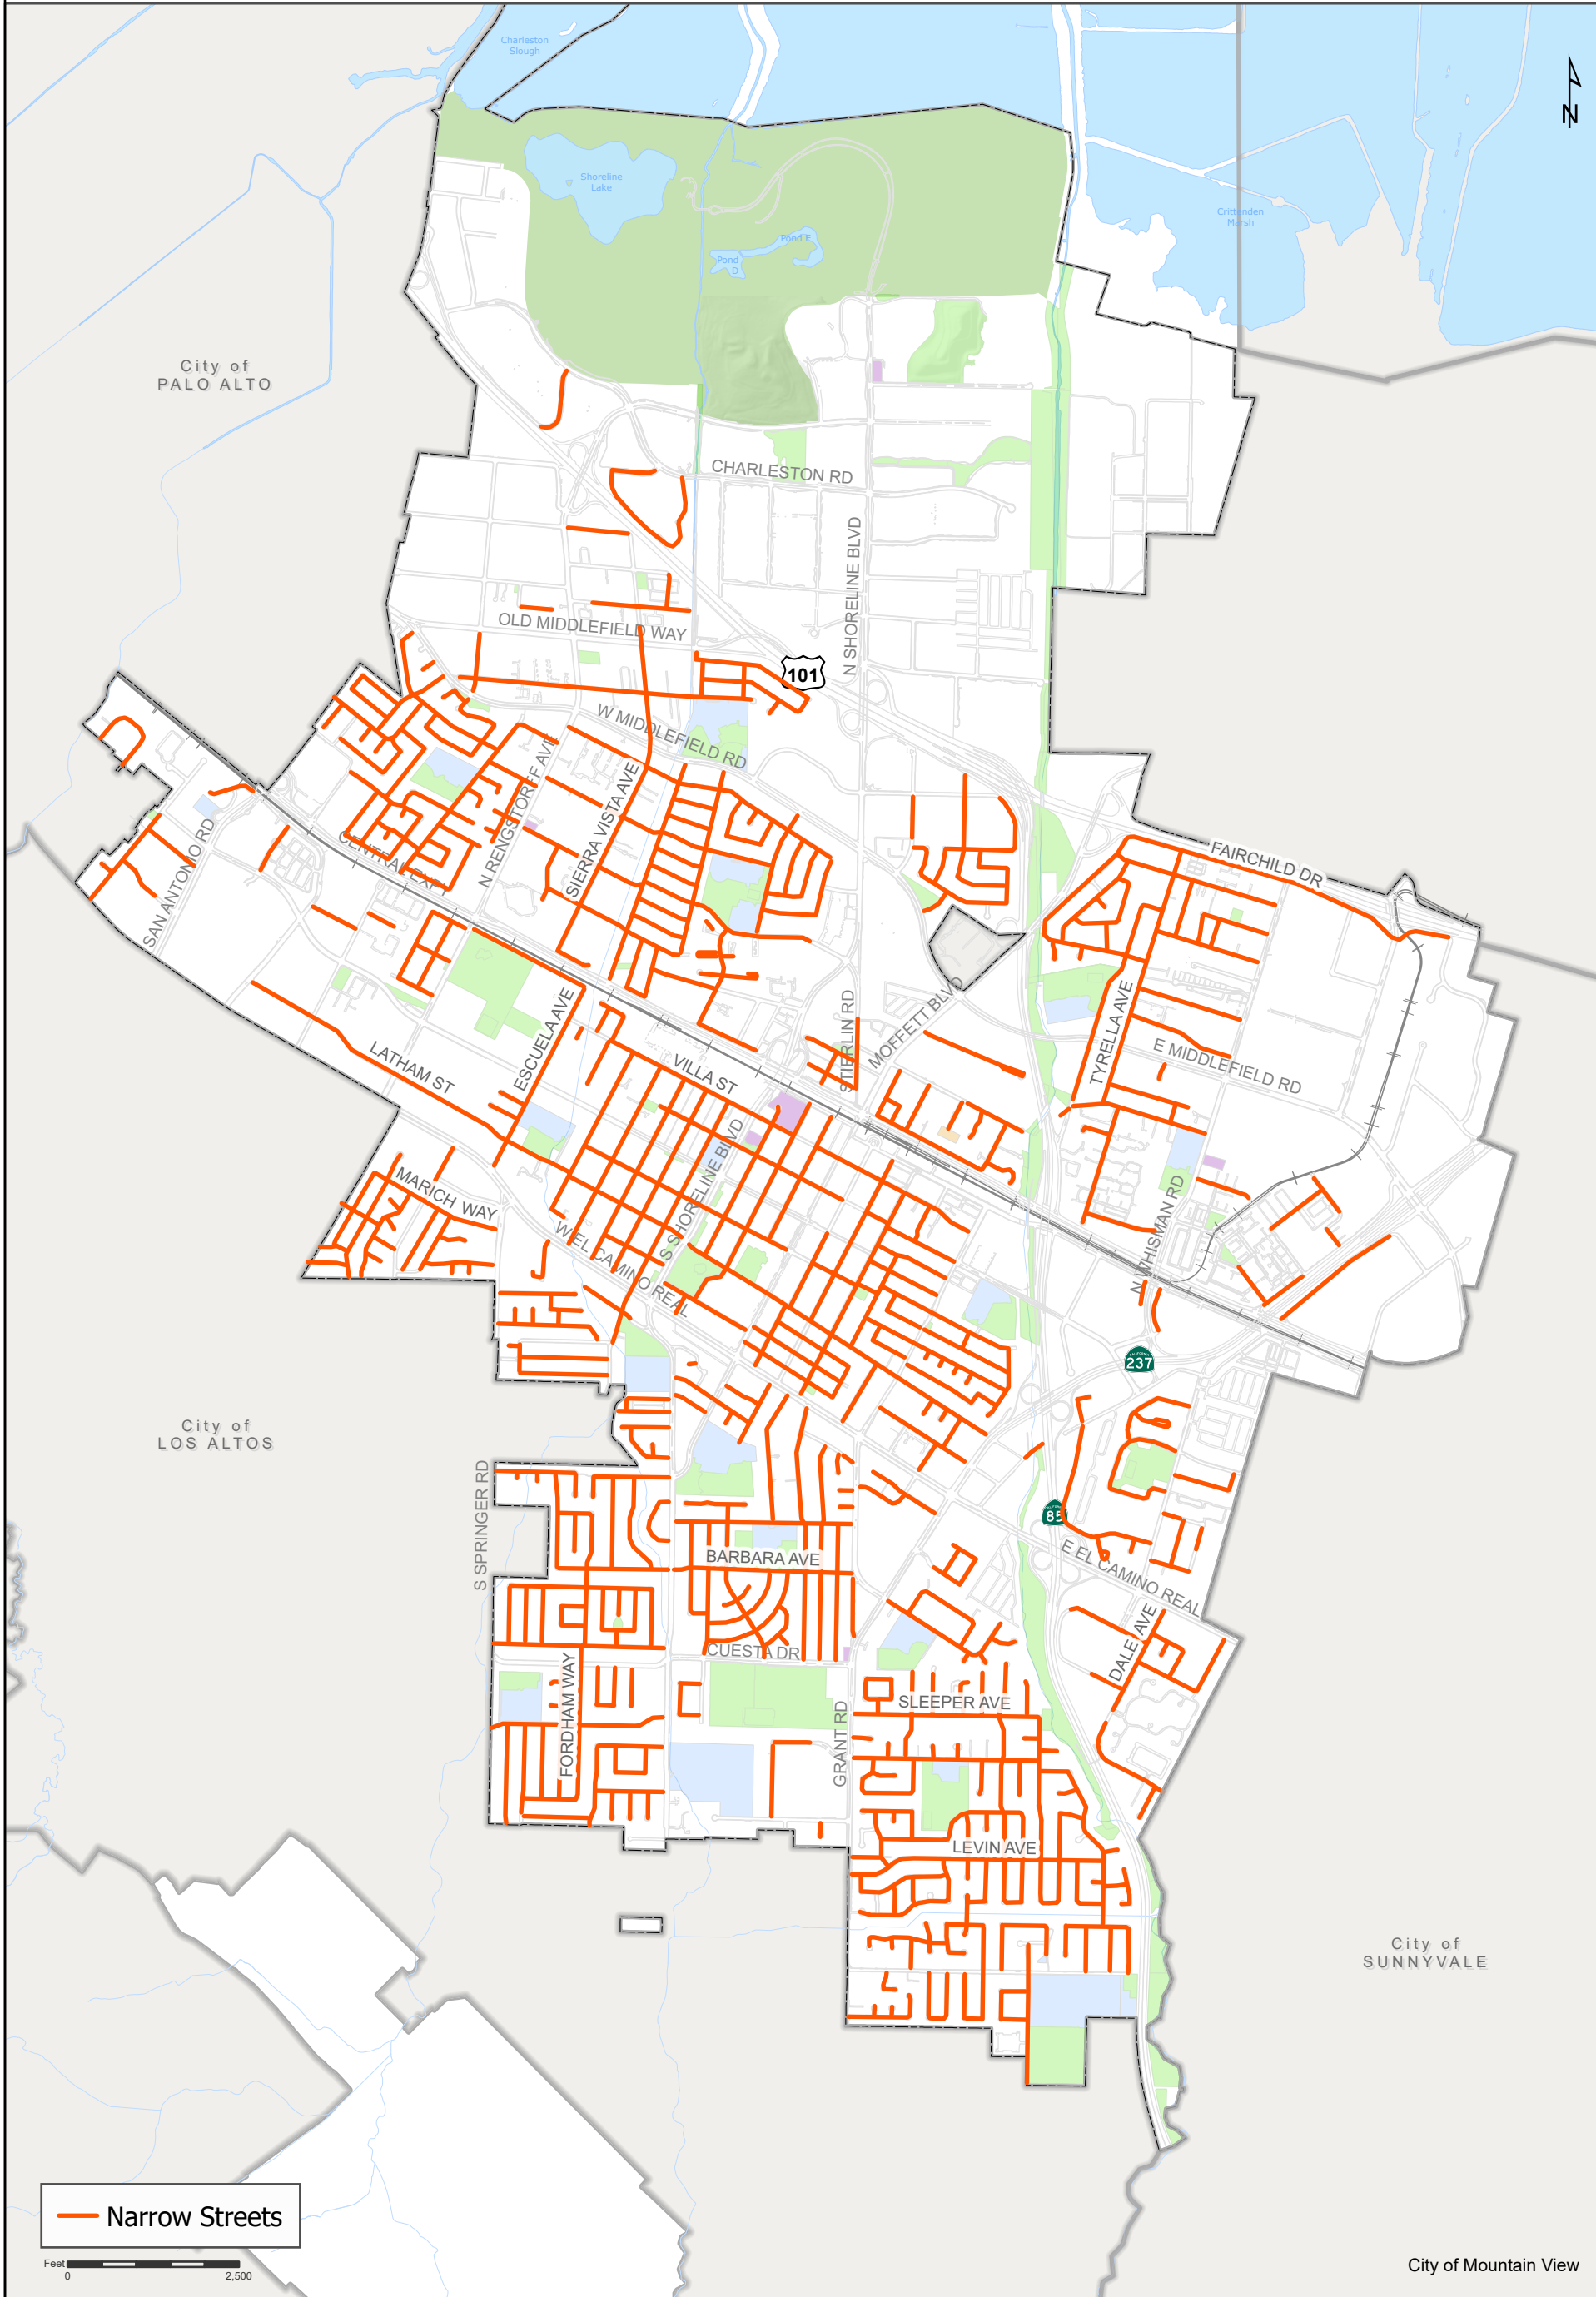 Charleston
Slough
N
Shoreline
Lake
Crittenden
Marsh
Pond E
Pond
D
City of
PALO ALTO
CHARLESTON RD
N SHORELINE BLVD
OLD MIDDLEFIELD WAY
101
W MIDDLEFIELD RD
N RENGSTORFF AVE
SIERRA VISTA AVE
SAN ANTONIO RD
CENTRAL EXPY
FAIRCHILD DR
MOFFETT BLVD
STIERLIN RD
TYRELLA AVE
E MIDDLEFIELD RD
ESCUELA AVE
LATHAM ST
VILLA ST
S SHORELINE BLVD
MARICH WAY
W EL CAMINO REAL
N WHISMAN RD
237
City of
LOS ALTOS
S SPRINGER RD
85
E EL CAMINO REAL
BARBARA AVE
CUESTA DR
DALE AVE
FORDHAM WAY
SLEEPER AVE
GRANT RD
LEVIN AVE
City of
SUNNYVALE
Narrow Streets
Feet
0
2,500
City of Mountain View